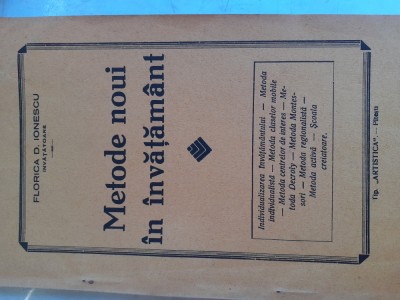 FLORICA D. IONESCU
INVĂȚĂTOARE
Metode noui
în învățământ
Individualizarea învățământului — Metoda
individualistă — Metoda claselor mobile
— Metoda centrelor de interes — Me-
toda Decroly — Metoda Montes-
sori — Metoda regionalistă —
Metoda activă — Școala
creiatoare.
Tip. „ARTISTICA” — Pitești